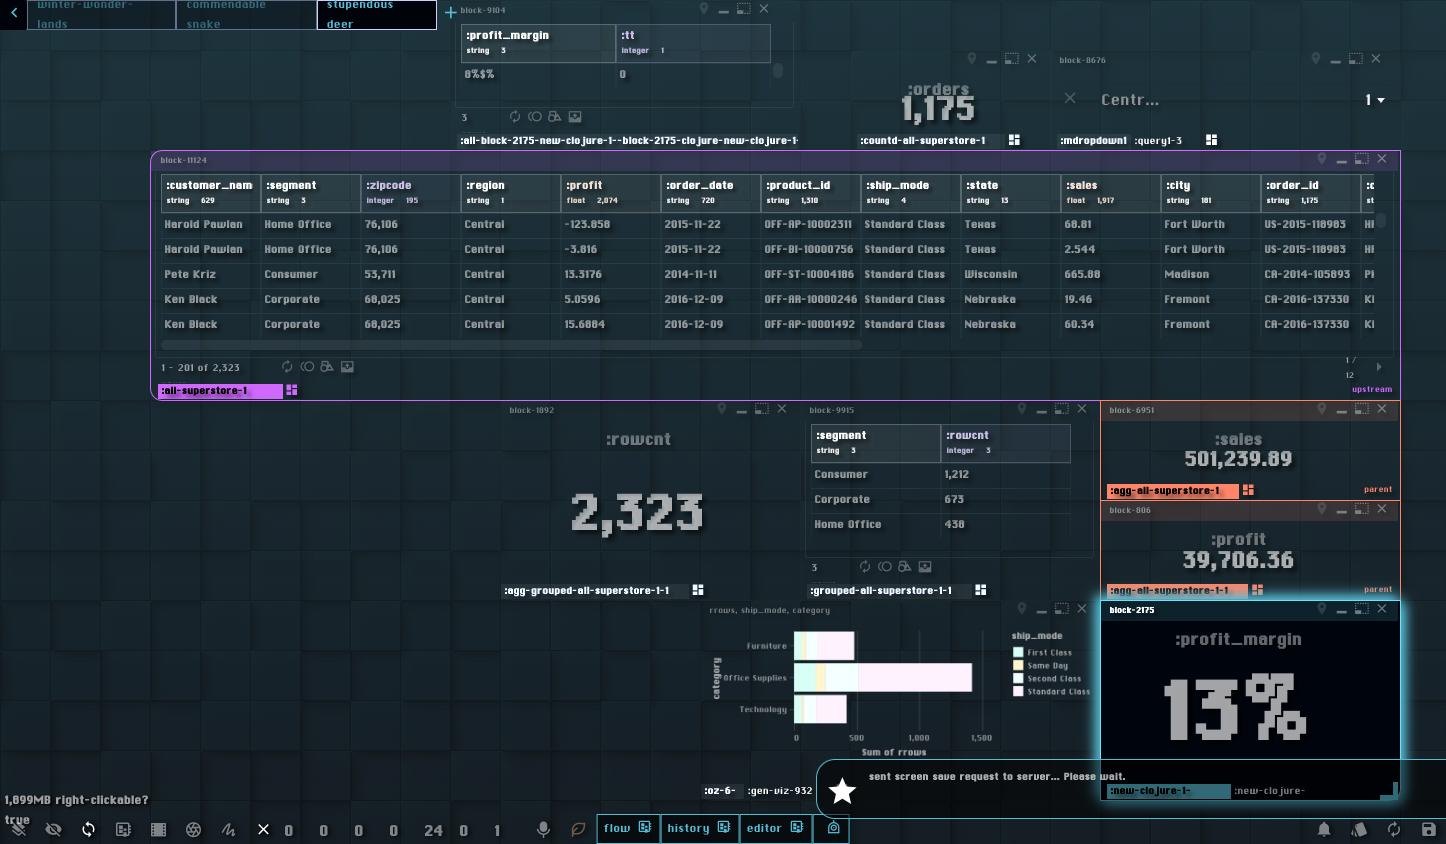 winter-wonder-
lands
commendable
snake
stupendous
deer
block-9104
:profit_margin
string 3
:tt
integer 1
0%$%
0
3
:all-block-2175-new-clojure-1--block-2175-clojure-new-clojure-1-
:orders
1,175
:countd-all-superstore-1
block-8676
Centr...
1
:mdropdown1 :query1-3
block-11124
:customer_nam :segment :zipcode :region :profit :order_date :product_id :ship_mode :state :sales :city :order_id
string 629 string 3 integer 195 string 1 float 2,074 string 720 string 1,310 string 4 string 13 float 1,917 string 181 string 1,175 st
Harold Pawlan Home Office 76,106 Central -123.858 2015-11-22 OFF-AP-10002311 Standard Class Texas 68.81 Fort Worth US-2015-118983
Harold Pawlan Home Office 76,106 Central -3.816 2015-11-22 OFF-BI-10000756 Standard Class Texas 2.544 Fort Worth US-2015-118983
Pete Kriz Consumer 53,711 Central 13.3176 2014-11-11 OFF-ST-10004186 Standard Class Wisconsin 665.88 Madison CA-2014-105893
Ken Black Corporate 68,025 Central 5.0596 2016-12-09 OFF-AR-10000246 Standard Class Nebraska 19.46 Fremont CA-2016-137330
Ken Black Corporate 68,025 Central 15.6884 2016-12-09 OFF-AP-10001492 Standard Class Nebraska 60.34 Fremont CA-2016-137330
1 - 201 of 2,323
1 /
12
:all-superstore-1
upstream
block-1892
:rowcnt
2,323
:agg-grouped-all-superstore-1-1
block-9915
:segment :rowcnt
string 3 integer 3
Consumer 1,212
Corporate 673
Home Office 438
3
:grouped-all-superstore-1-1
block-6951
:sales
501,239.89
:agg-all-superstore-1
parent
block-806
:profit
39,706.36
:agg-all-superstore-1-1
parent
rrows, ship_mode, category
category
Furniture
Office Supplies
Technology
0 500 1,000 1,500
Sum of rrows
ship_mode
First Class
Same Day
Second Class
Standard Class
:oz-6- :gen-viz-932
block-2175
:profit_margin
13%
:new-clojure-1- :new-clojure-
sent screen save request to server... Please wait.
1,899MB right-clickable?
true
0 0 0 0 24 0 1
flow
history
editor